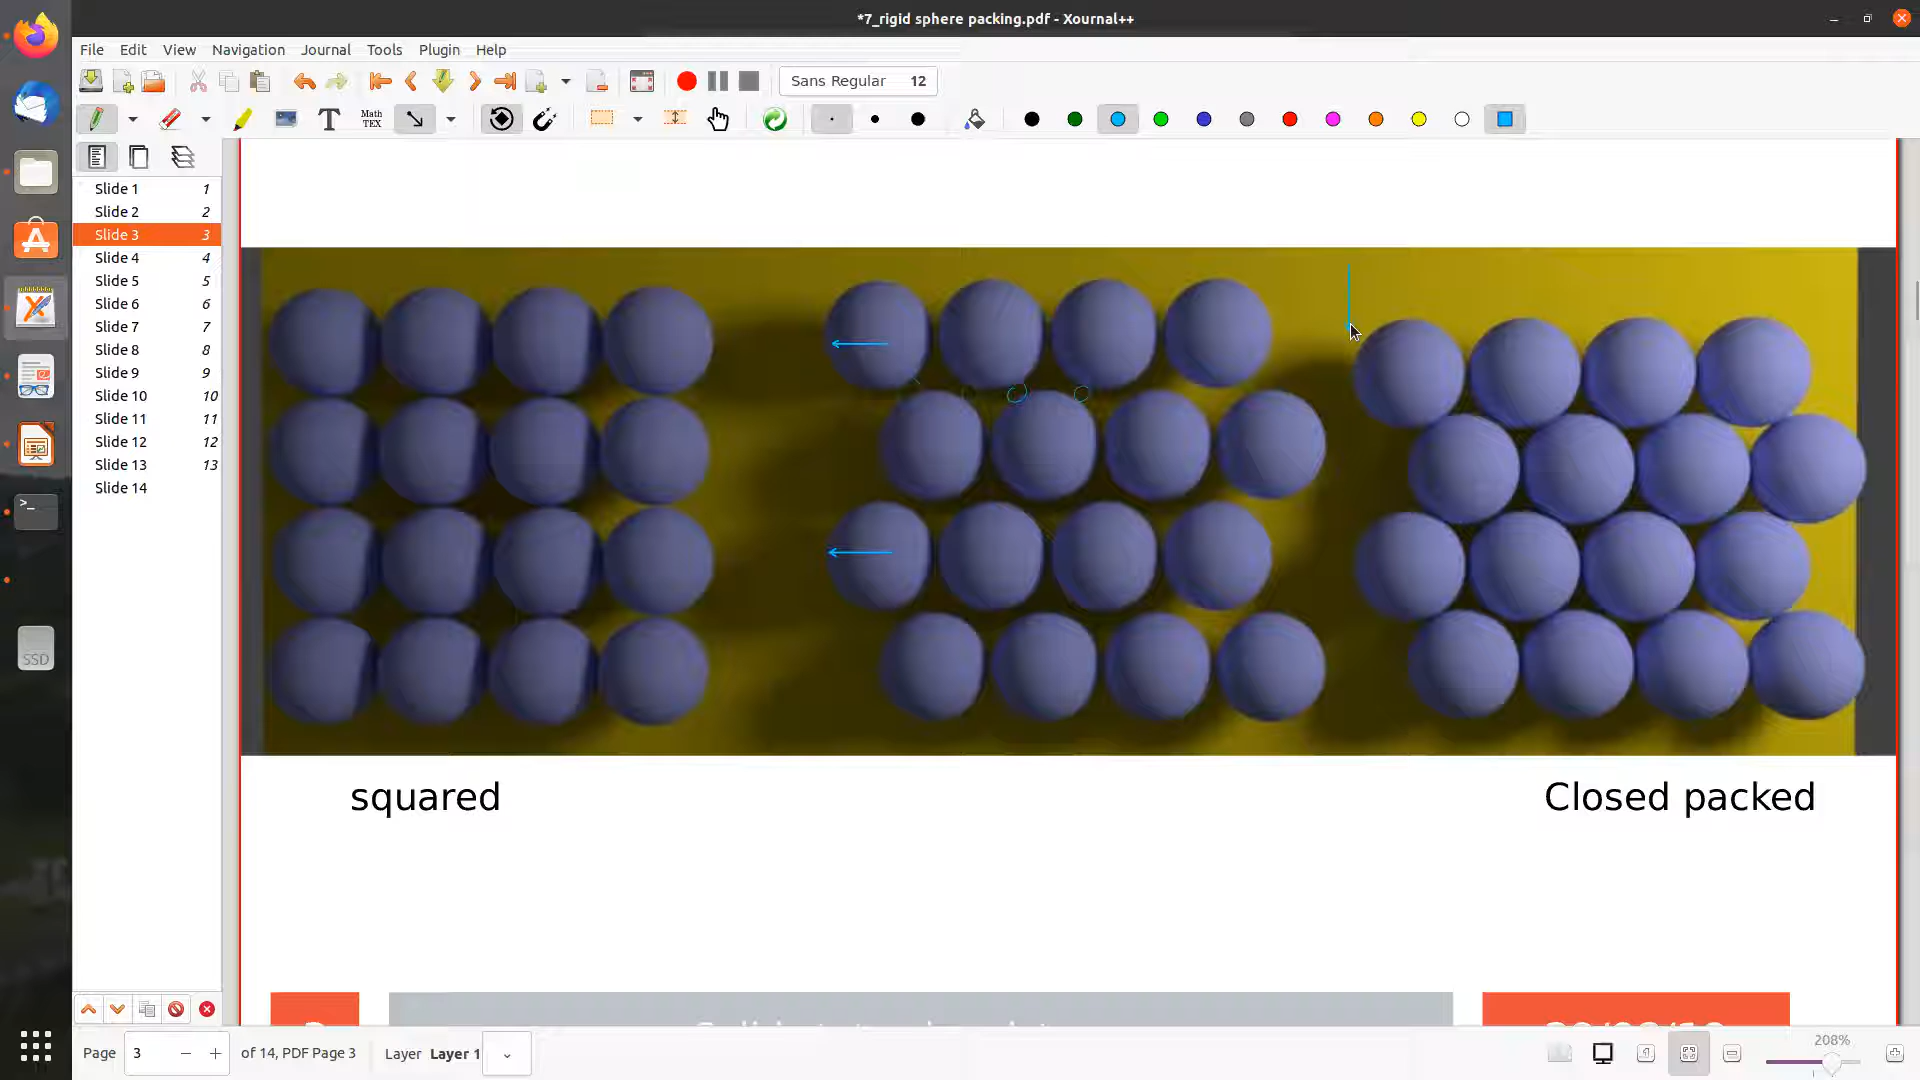 *7_rigid sphere packing.pdf - Xournal++
File Edit View Navigation Journal Tools Plugin Help
Sans Regular 12
T Math TEX
Slide 1 1
Slide 2 2
Slide 3 3
Slide 4 4
Slide 5 5
Slide 6 6
Slide 7 7
Slide 8 8
Slide 9 9
Slide 10 10
Slide 11 11
Slide 12 12
Slide 13 13
Slide 14
squared
Closed packed
SSD
Page 3 of 14, PDF Page 3 Layer Layer 1
208%